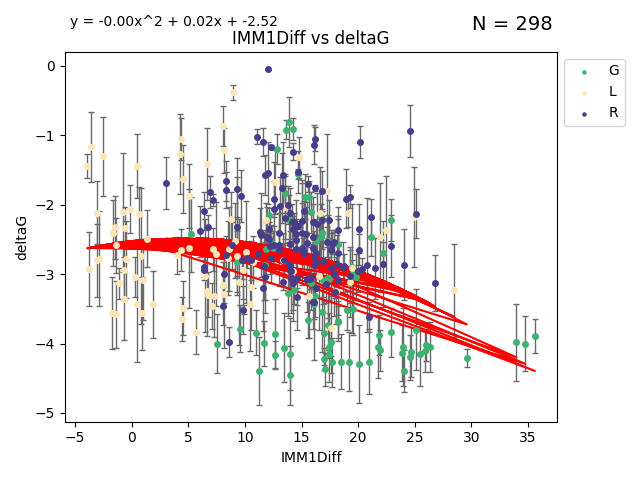 y = -0.00x^2 + 0.02x + -2.52
N = 298
IMM1Diff vs deltaG
G
L
R
0
−1
−2
−3
−4
−5
deltaG
−5 0 5 10 15 20 25 30 35
IMM1Diff